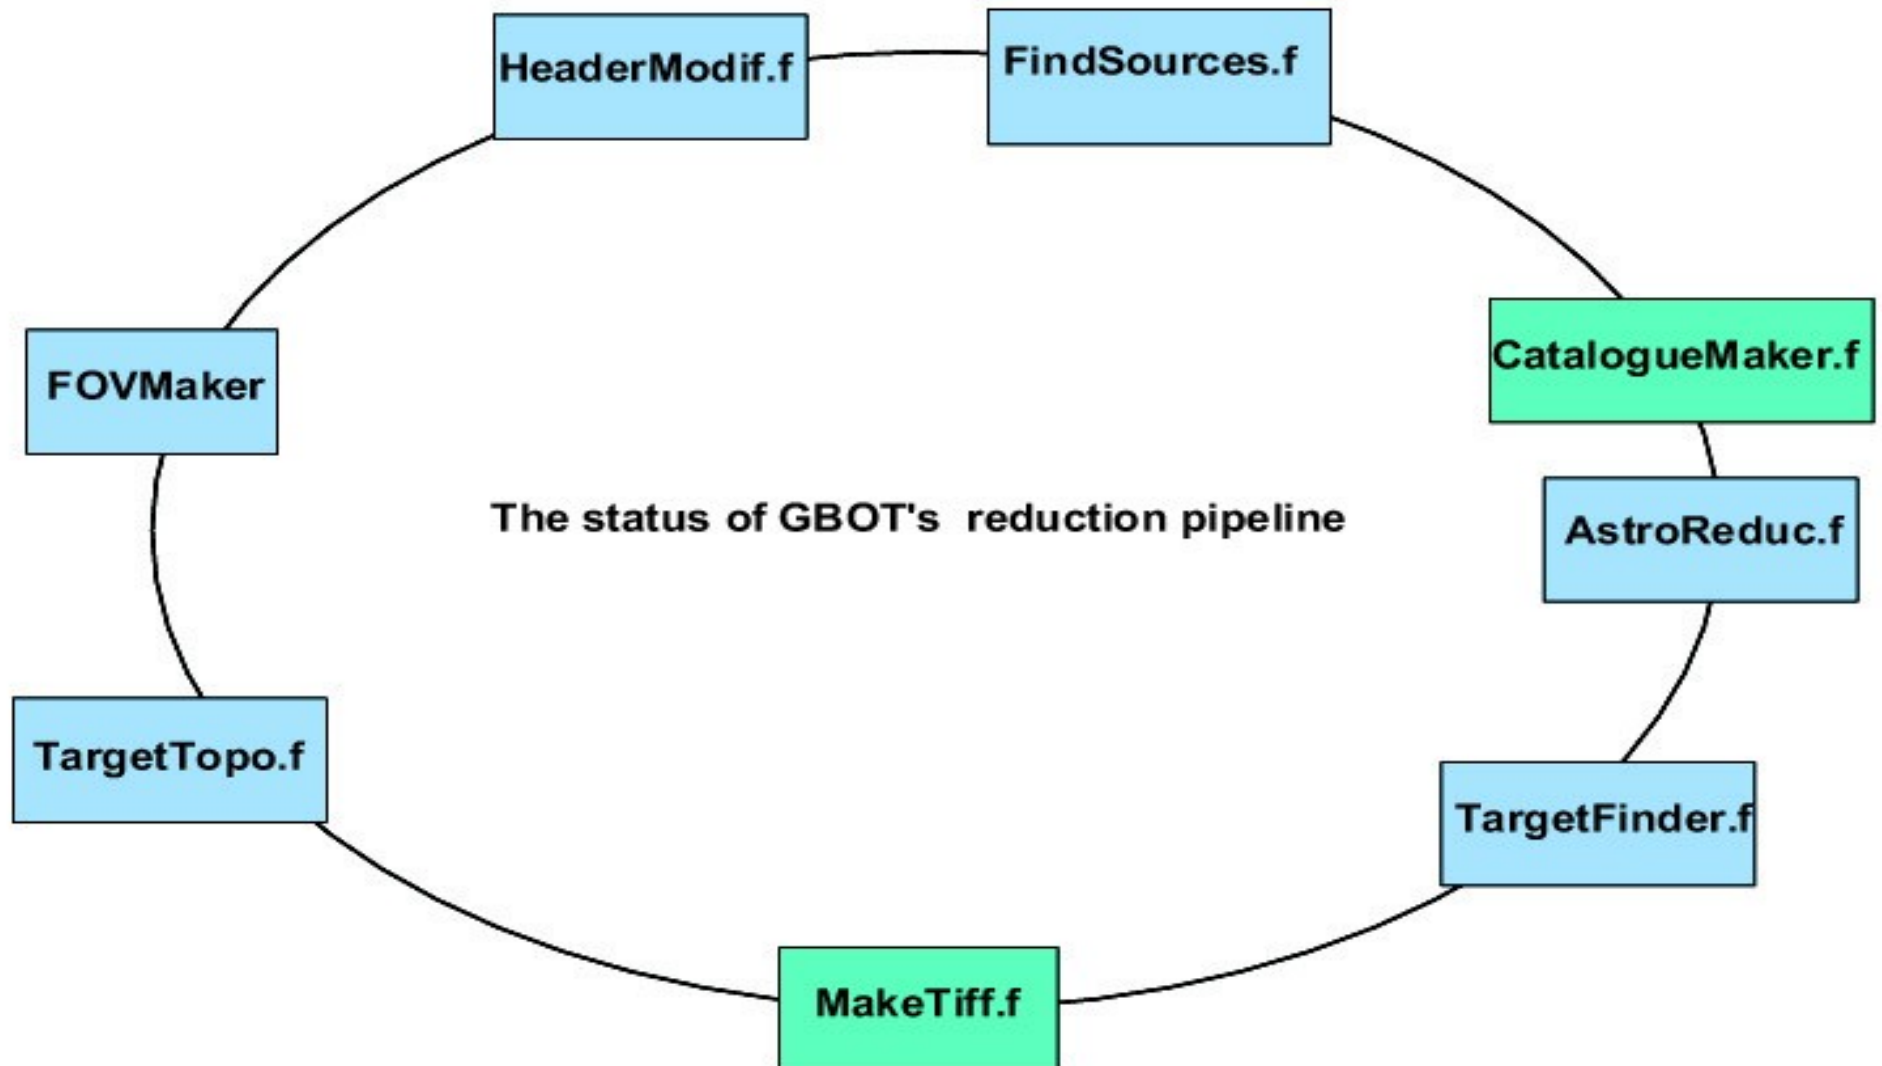 HeaderModif.f
FindSources.f
CatalogueMaker.f
FOVMaker
The status of GBOT's  reduction pipeline
AstroReduc.f
TargetTopo.f
TargetFinder.f
MakeTiff.f